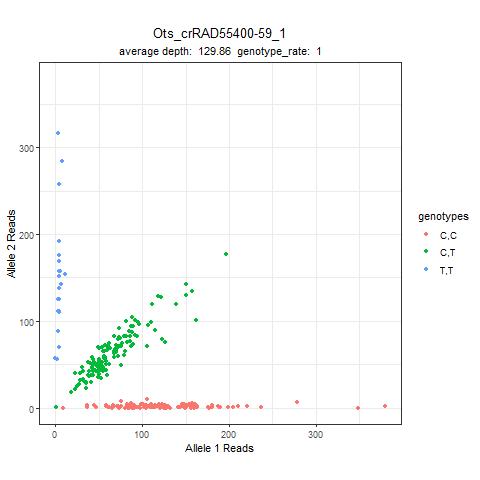 Ots_crRAD55400-59_1
average depth: 129.86 genotype_rate: 1
Allele 2 Reads
300
200
100
0
0 100 200 300
Allele 1 Reads
genotypes
C,C
C,T
T,T